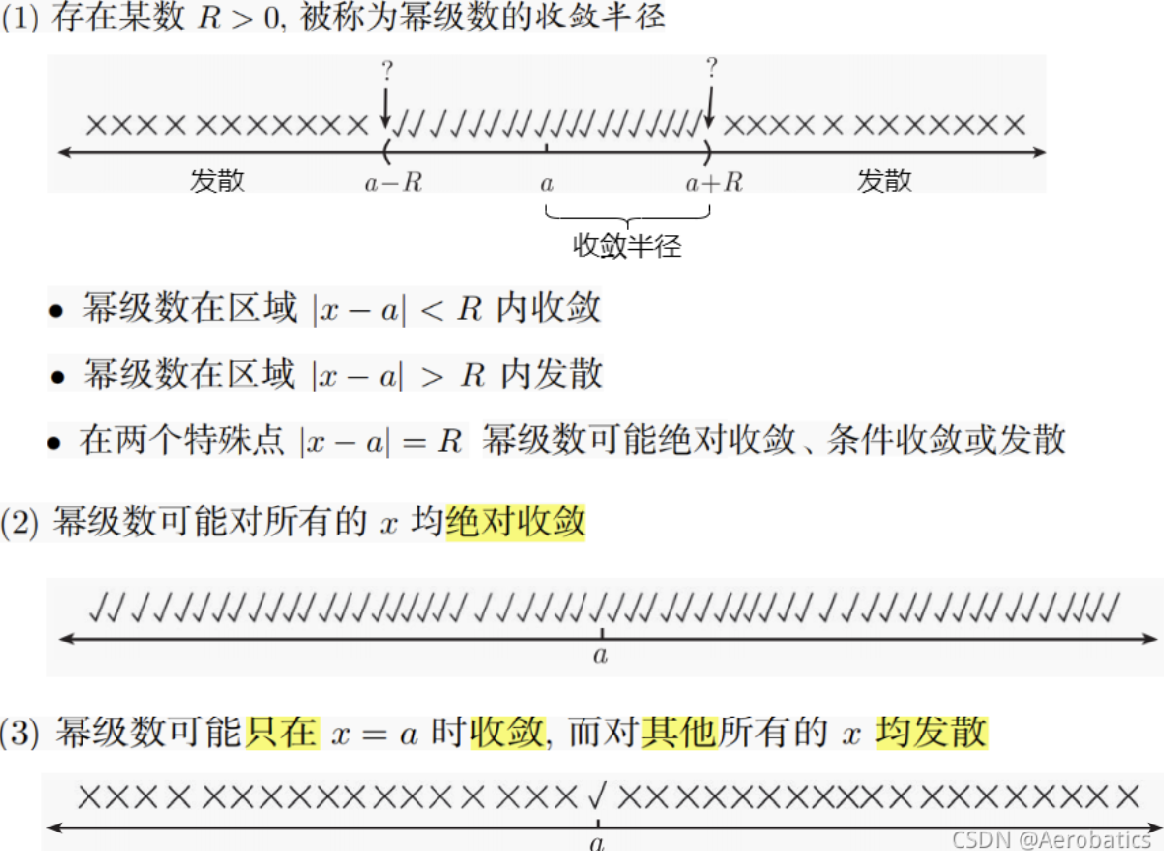 (1) 存在某数 R > 0, 被称为幂级数的收敛半径
? ?
×××××××××××× √√√√√√√√√√√√√√√√√√√√ ××××××××××××
发散 a−R a a+R 发散
收敛半径
• 幂级数在区域 |x − a| < R 内收敛
• 幂级数在区域 |x − a| > R 内发散
• 在两个特殊点 |x − a| = R 幂级数可能绝对收敛、条件收敛或发散
(2) 幂级数可能对所有的 x 均绝对收敛
a
(3) 幂级数可能只在 x = a 时收敛, 而对其他所有的 x 均发散
a
CSDN @Aerobatics